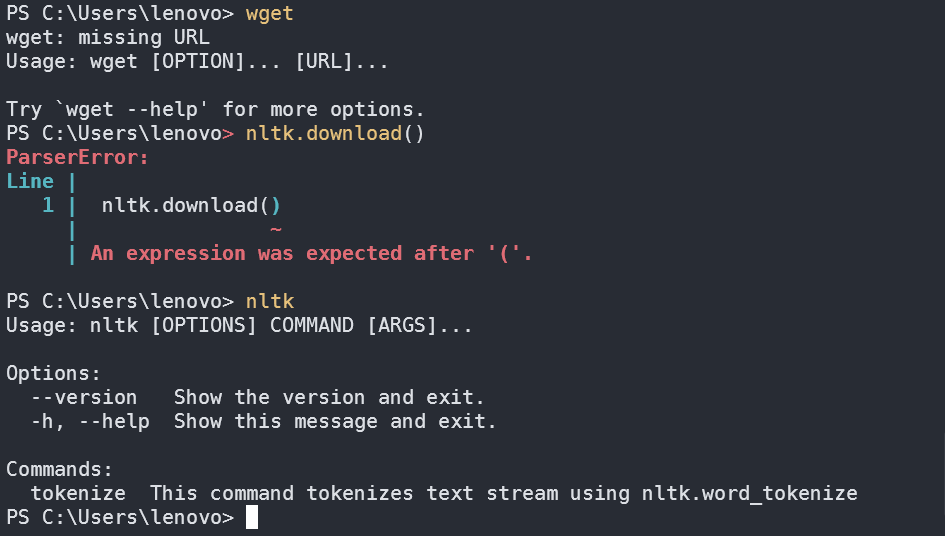 PS C:\Users\lenovo> wget
wget: missing URL
Usage: wget [OPTION]... [URL]...
Try `wget --help' for more options.
PS C:\Users\lenovo> nltk.download()
ParserError:
Line |
   1 |  nltk.download()
     |                ~
     | An expression was expected after '('.
PS C:\Users\lenovo> nltk
Usage: nltk [OPTIONS] COMMAND [ARGS]...
Options:
  --version   Show the version and exit.
  -h, --help  Show this message and exit.
Commands:
  tokenize  This command tokenizes text stream using nltk.word_tokenize
PS C:\Users\lenovo>